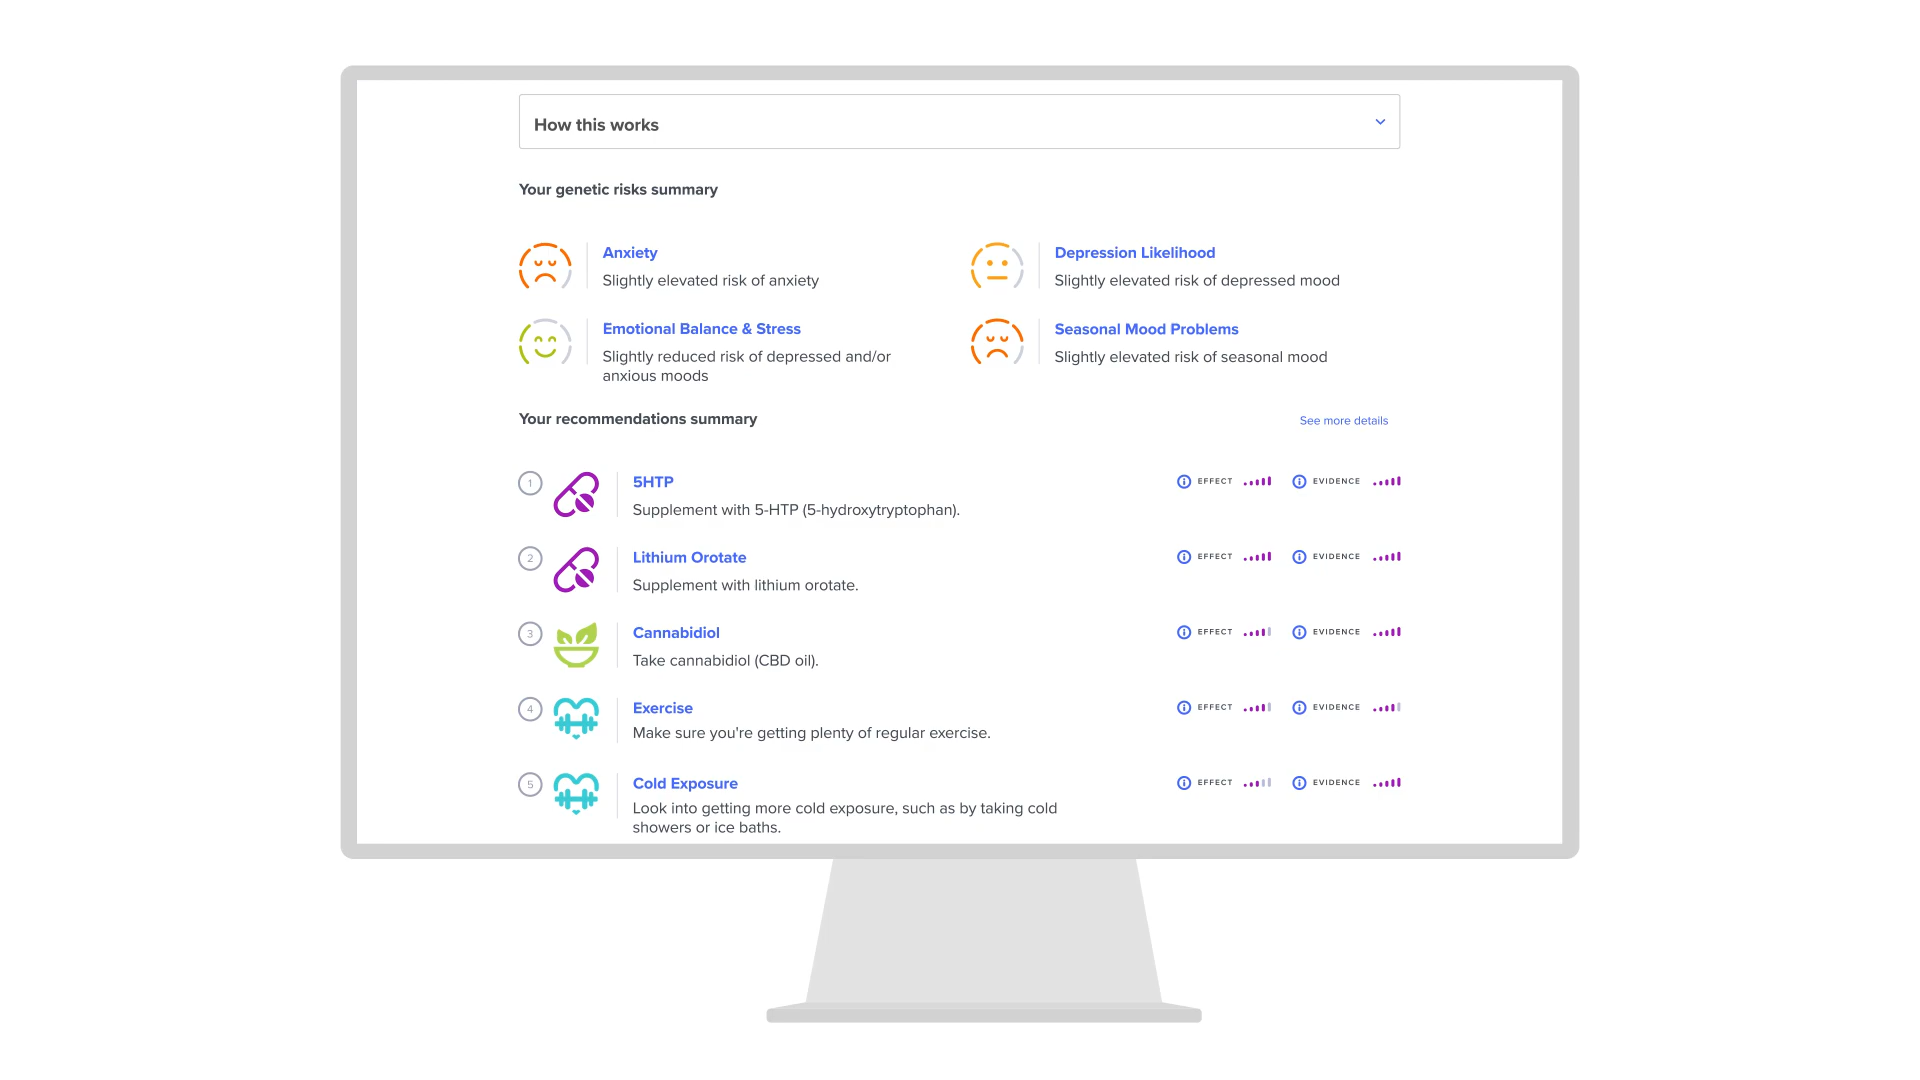 How this works
Your genetic risks summary
Anxiety
Slightly elevated risk of anxiety
Depression Likelihood
Slightly elevated risk of depressed mood
Emotional Balance & Stress
Slightly reduced risk of depressed and/or
anxious moods
Seasonal Mood Problems
Slightly elevated risk of seasonal mood
Your recommendations summary
See more details
1
5HTP
Supplement with 5-HTP (5-hydroxytryptophan).
EFFECT
EVIDENCE
2
Lithium Orotate
Supplement with lithium orotate.
EFFECT
EVIDENCE
3
Cannabidiol
Take cannabidiol (CBD oil).
EFFECT
EVIDENCE
4
Exercise
Make sure you're getting plenty of regular exercise.
EFFECT
EVIDENCE
5
Cold Exposure
Look into getting more cold exposure, such as by taking cold
showers or ice baths.
EFFECT
EVIDENCE